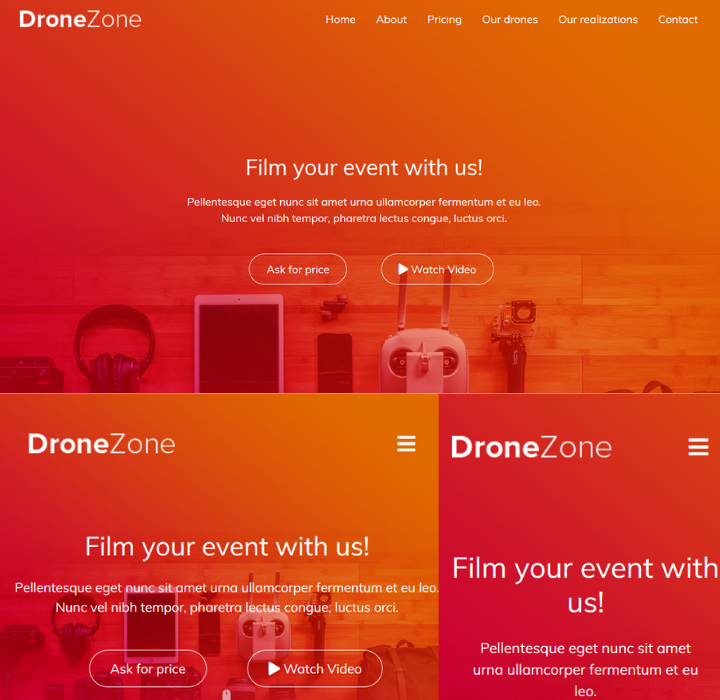 DroneZone
Home About Pricing Our drones Our realizations Contact
Film your event with us!
Pellentesque eget nunc sit amet urna ullamcorper fermentum et eu leo.
Nunc vel nibh tempor, pharetra lectus congue, luctus orci.
Ask for price
Watch Video
DroneZone
Film your event with us!
Pellentesque eget nunc sit amet urna ullamcorper fermentum et eu leo.
Nunc vel nibh tempor, pharetra lectus congue, luctus orci.
Ask for price
Watch Video
DroneZone
Film your event with
us!
Pellentesque eget nunc sit amet
urna ullamcorper fermentum et eu
leo.